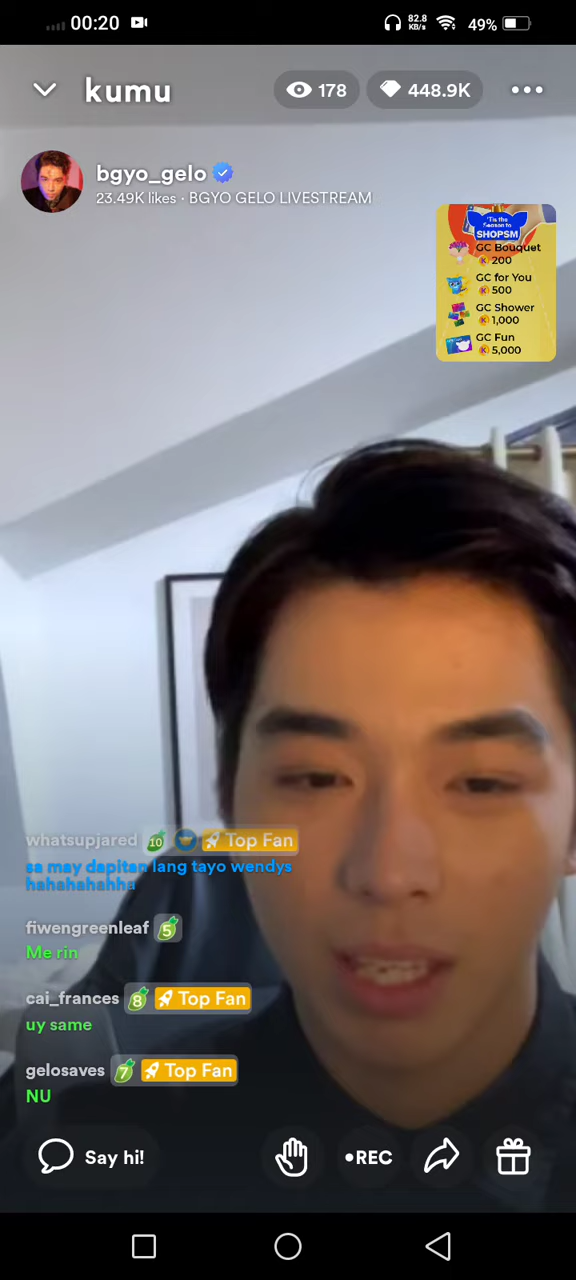 00:20
82.8
KB/s
49%
kumu
178
448.9K
bgyo_gelo
23.49K likes · BGYO GELO LIVESTREAM
'Tis the
Season to
SHOPSM
GC Bouquet
200
GC for You
500
GC Shower
1,000
GC Fun
5,000
whatsupjared 10 Top Fan
sa may dapitan lang tayo wendys
hahahahahha
fiwengreenleaf 5
Me rin
cai_frances 8 Top Fan
uy same
gelosaves 7 Top Fan
NU
Say hi!
•REC